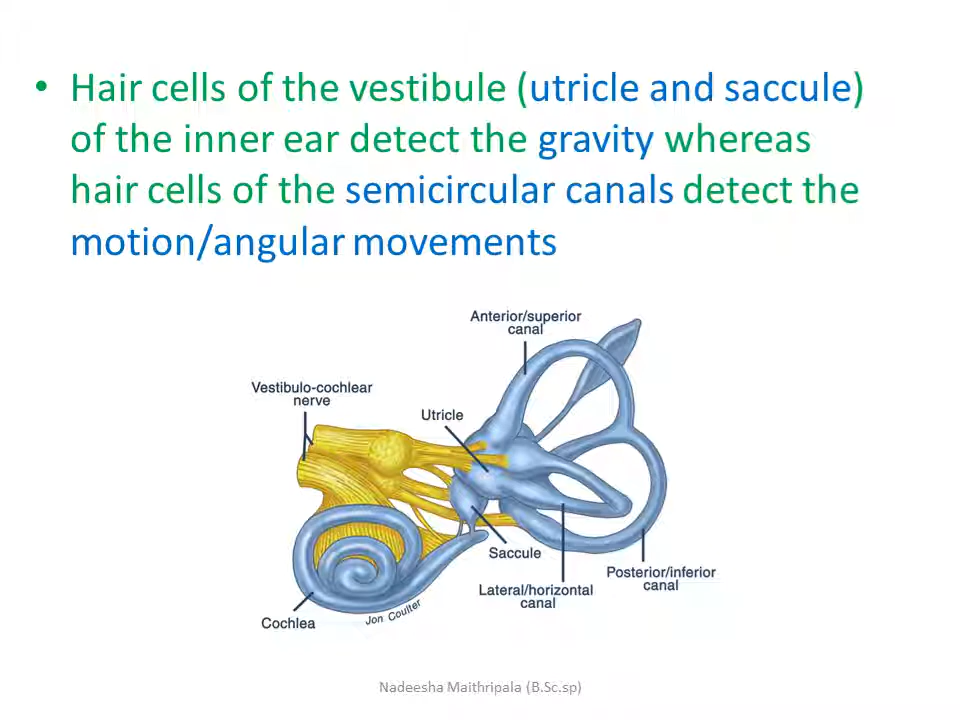 • Hair cells of the vestibule (utricle and saccule)
of the inner ear detect the gravity whereas
hair cells of the semicircular canals detect the
motion/angular movements
Anterior/superior
canal
Vestibulo-cochlear
nerve
Utricle
Saccule
Posterior/inferior
canal
Lateral/horizontal
canal
Jon Coulter
Cochlea
Nadeesha Maithripala (B.Sc.sp)